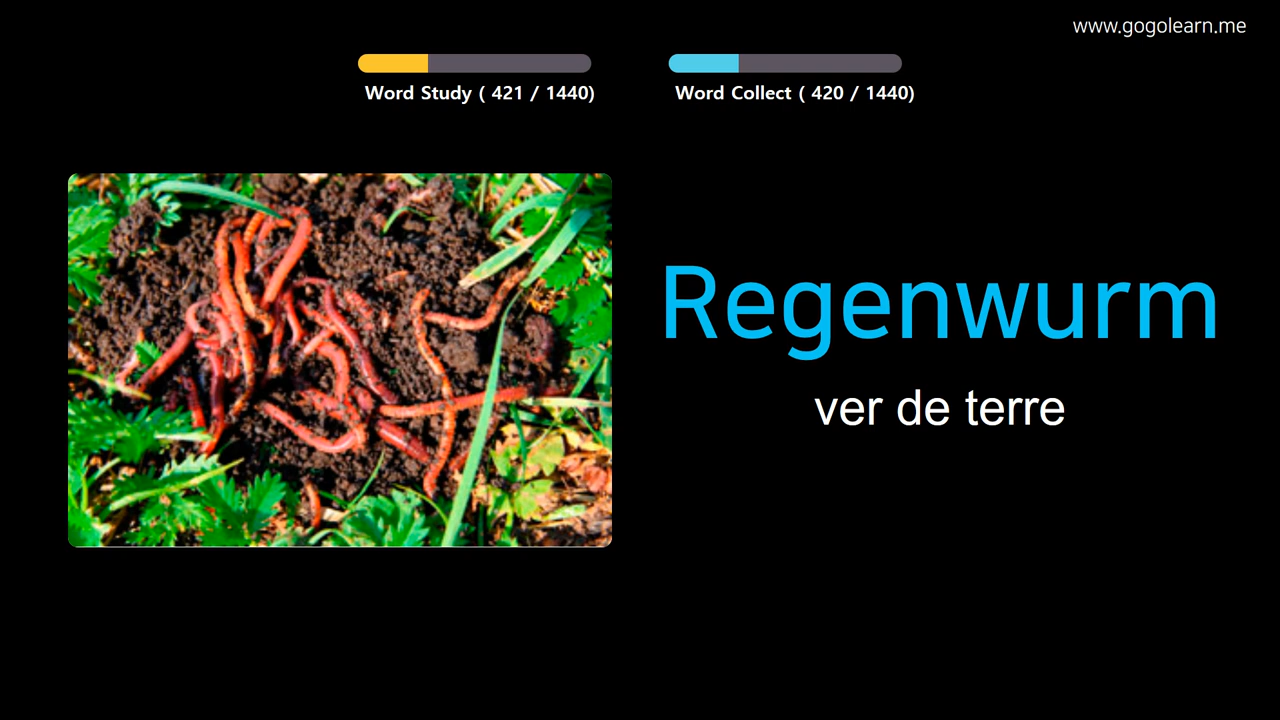 www.gogolearn.me
Word Study ( 421 / 1440)
Word Collect ( 420 / 1440)
Regenwurm
ver de terre